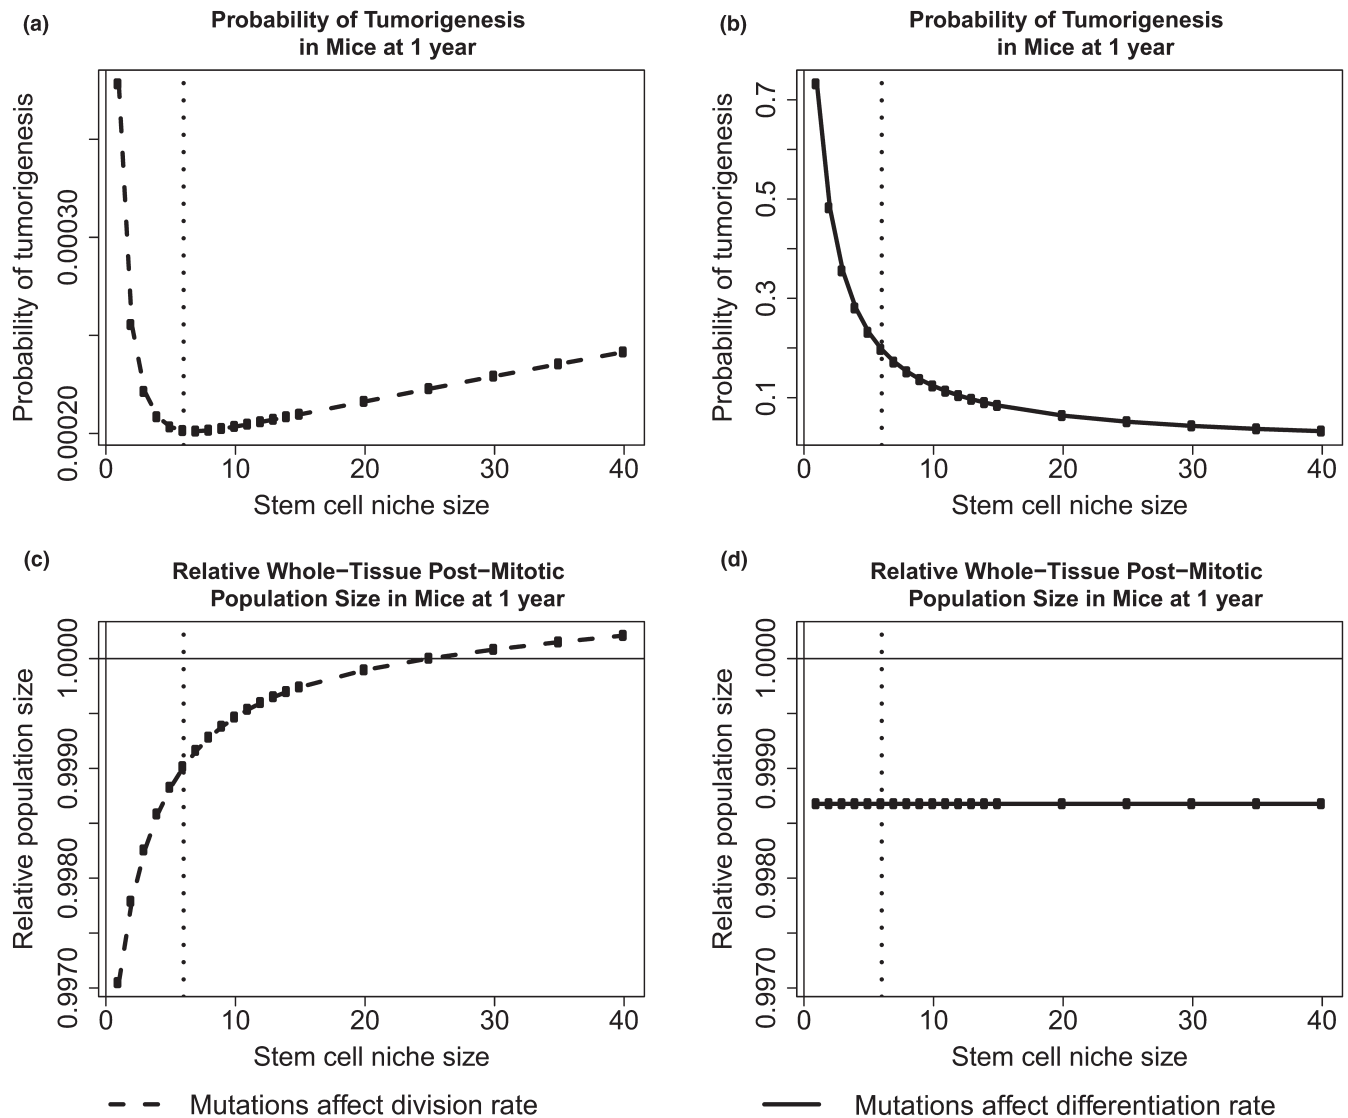 (a)
Probability of Tumorigenesis
in Mice at 1 year
Probability of tumorigenesis
0.00020
0.00030
0 10 20 30 40
Stem cell niche size
(b)
Probability of Tumorigenesis
in Mice at 1 year
Probability of tumorigenesis
0.1
0.3
0.5
0.7
0 10 20 30 40
Stem cell niche size
(c)
Relative Whole−Tissue Post−Mitotic
Population Size in Mice at 1 year
Relative population size
0.9970
0.9980
0.9990
1.0000
0 10 20 30 40
Stem cell niche size
(d)
Relative Whole−Tissue Post−Mitotic
Population Size in Mice at 1 year
Relative population size
0.9970
0.9980
0.9990
1.0000
0 10 20 30 40
Stem cell niche size
Mutations affect division rate
Mutations affect differentiation rate